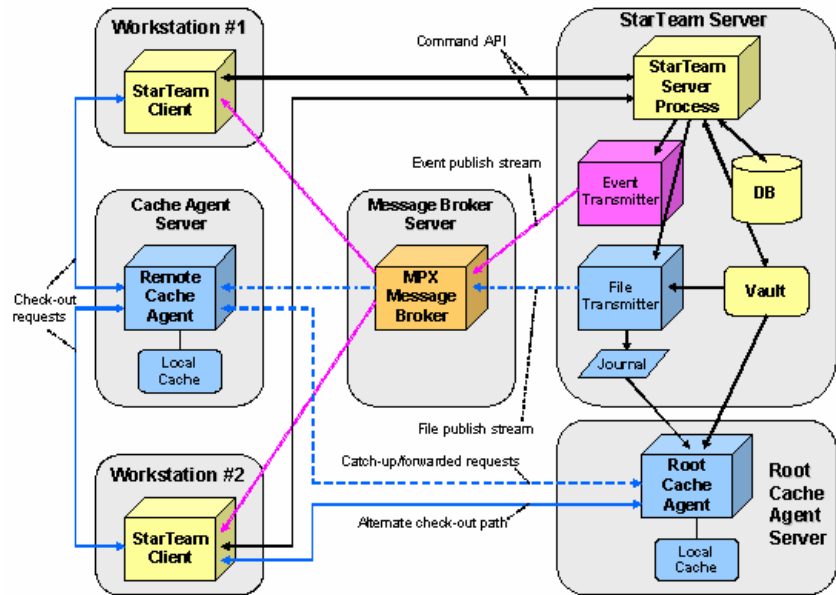 Workstation #1
StarTeam
Client
Command API
StarTeam Server
StarTeam
Server
Process
Event publish stream
Event
Transmitter
DB
Cache Agent
Server
Remote
Cache
Agent
Local
Cache
Check-out
requests
Message Broker
Server
MPX
Message
Broker
File
Transmitter
Vault
Journal
File publish stream
Workstation #2
StarTeam
Client
Catch-up/forwarded requests
Alternate check-out path
Root
Cache
Agent
Local
Cache
Root
Cache
Agent
Server